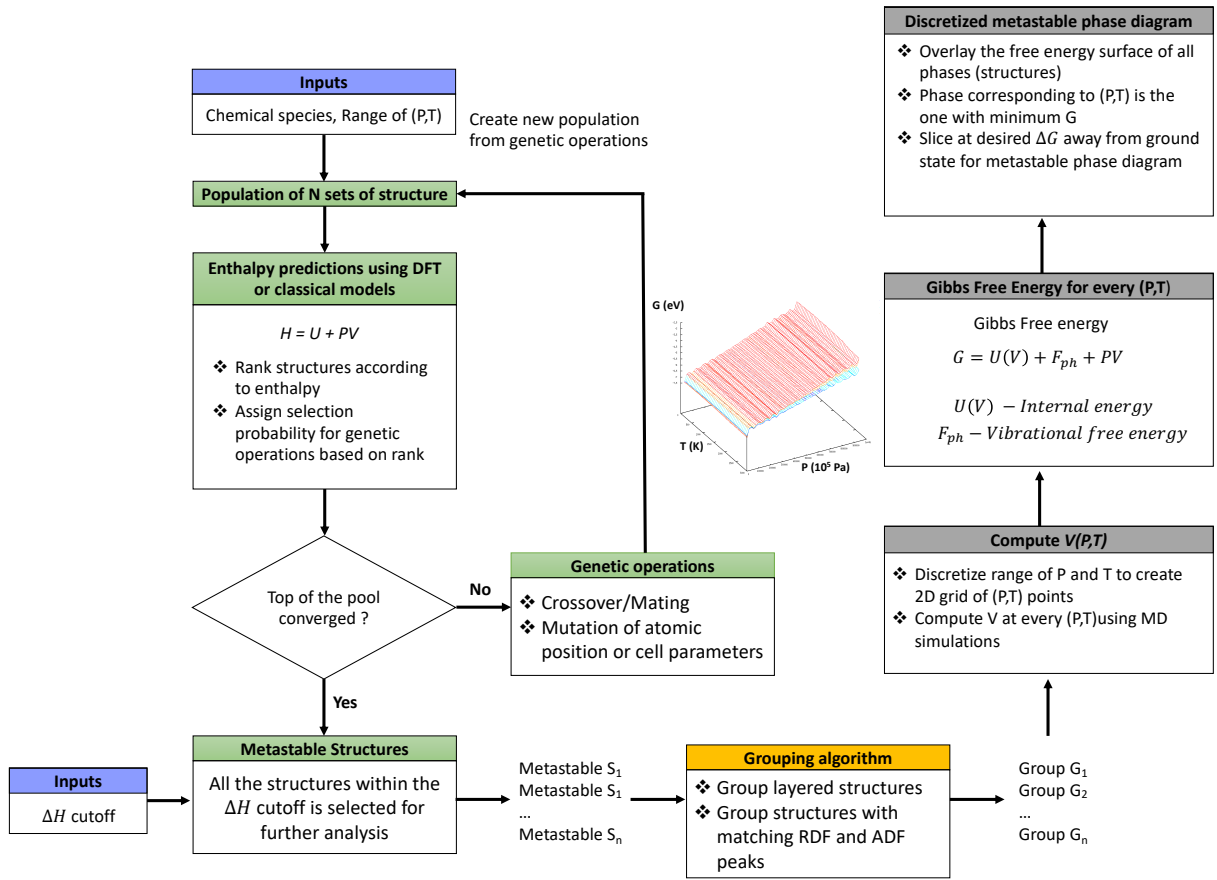 Inputs
Chemical species, Range of (P,T)
Create new population
from genetic operations
Population of N sets of structure
Enthalpy predictions using DFT
or classical models
H = U + PV
❖ Rank structures according
to enthalpy
❖ Assign selection
probability for genetic
operations based on rank
Top of the pool
converged ?
No
Yes
Genetic operations
❖ Crossover/Mating
❖ Mutation of atomic
position or cell parameters
Inputs
ΔH cutoff
Metastable Structures
All the structures within the
ΔH cutoff is selected for
further analysis
Metastable S₁
Metastable S₁
...
Metastable Sₙ
Grouping algorithm
❖ Group layered structures
❖ Group structures with
matching RDF and ADF
peaks
Group G₁
Group G₂
...
Group Gₙ
Compute V(P,T)
❖ Discretize range of P and T to create
2D grid of (P,T) points
❖ Compute V at every (P,T)using MD
simulations
Gibbs Free Energy for every (P,T)
Gibbs Free energy
G = U(V) + Fₚₕ + PV
U(V) – Internal energy
Fₚₕ – Vibrational free energy
G (eV)
T (K)
P (10⁵ Pa)
Discretized metastable phase diagram
❖ Overlay the free energy surface of all
phases (structures)
❖ Phase corresponding to (P,T) is the
one with minimum G
❖ Slice at desired ΔG away from ground
state for metastable phase diagram